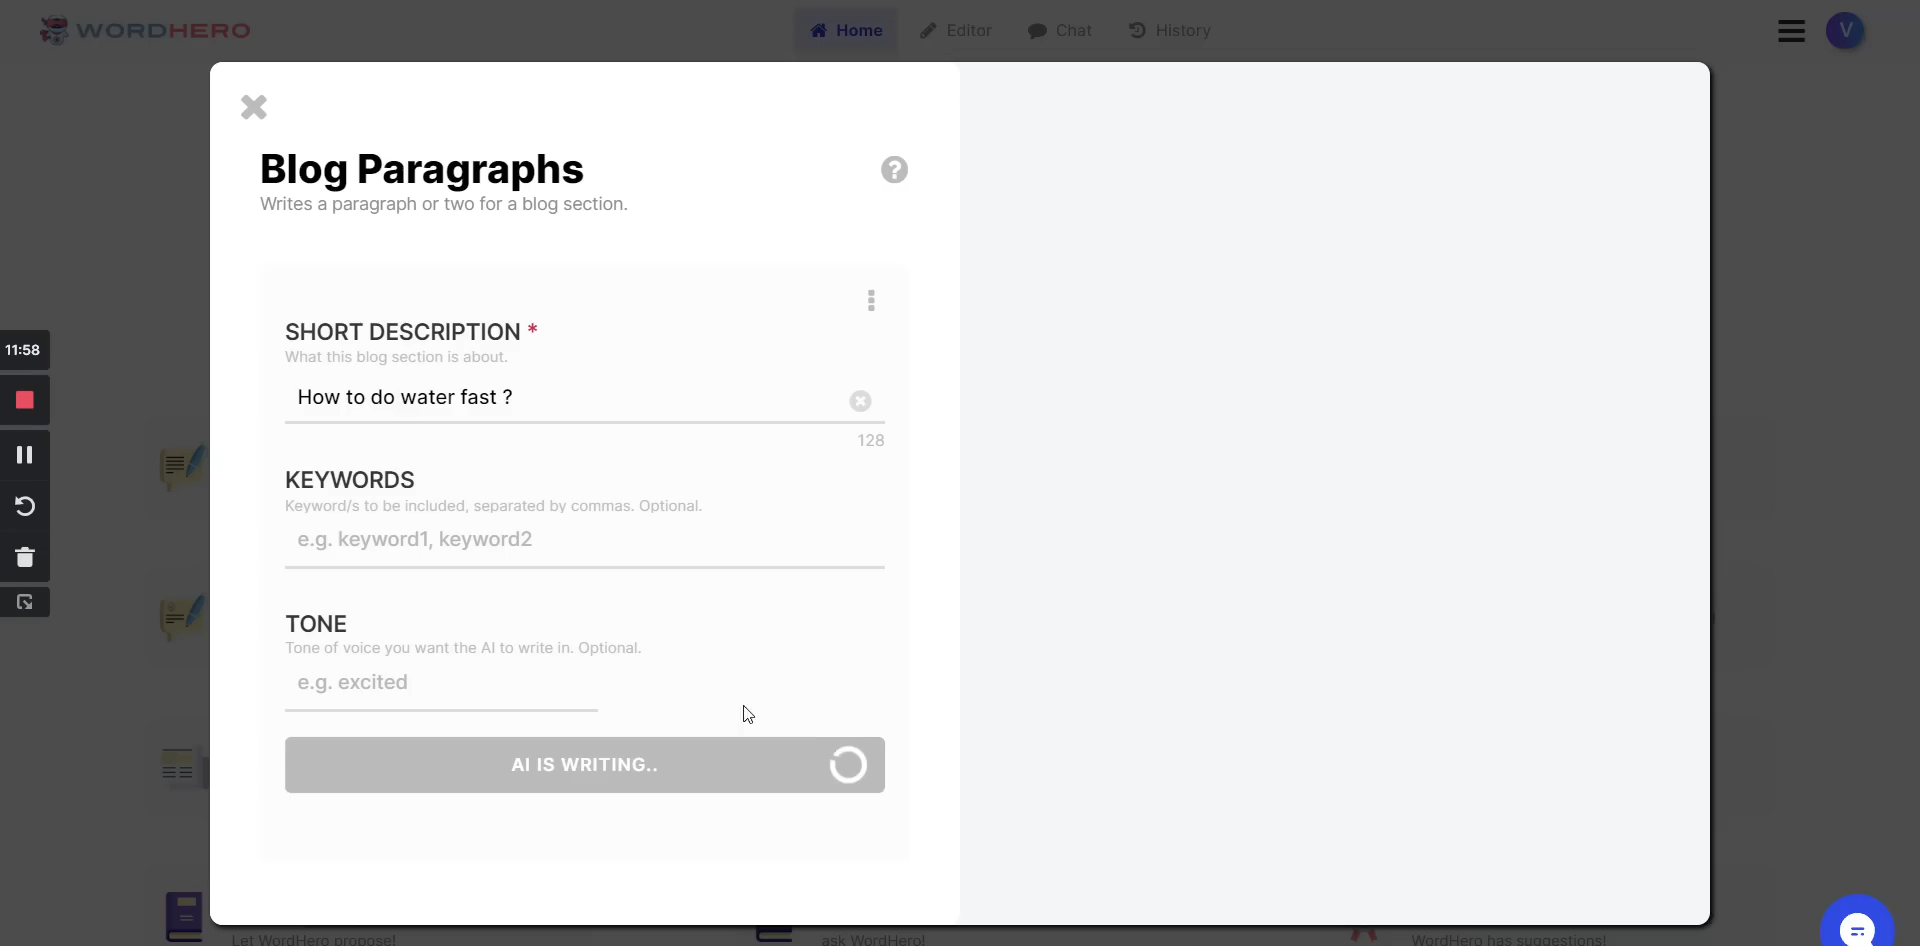 WORDHERO
Home
Editor
Chat
History
V
Blog Paragraphs
?
Writes a paragraph or two for a blog section.
SHORT DESCRIPTION *
What this blog section is about.
11:58
How to do water fast ?
128
KEYWORDS
Keyword/s to be included, separated by commas. Optional.
e.g. keyword1, keyword2
TONE
Tone of voice you want the AI to write in. Optional.
e.g. excited
AI IS WRITING..
Let WordHero propose!
ask WordHero!
WordHero has suggestions!